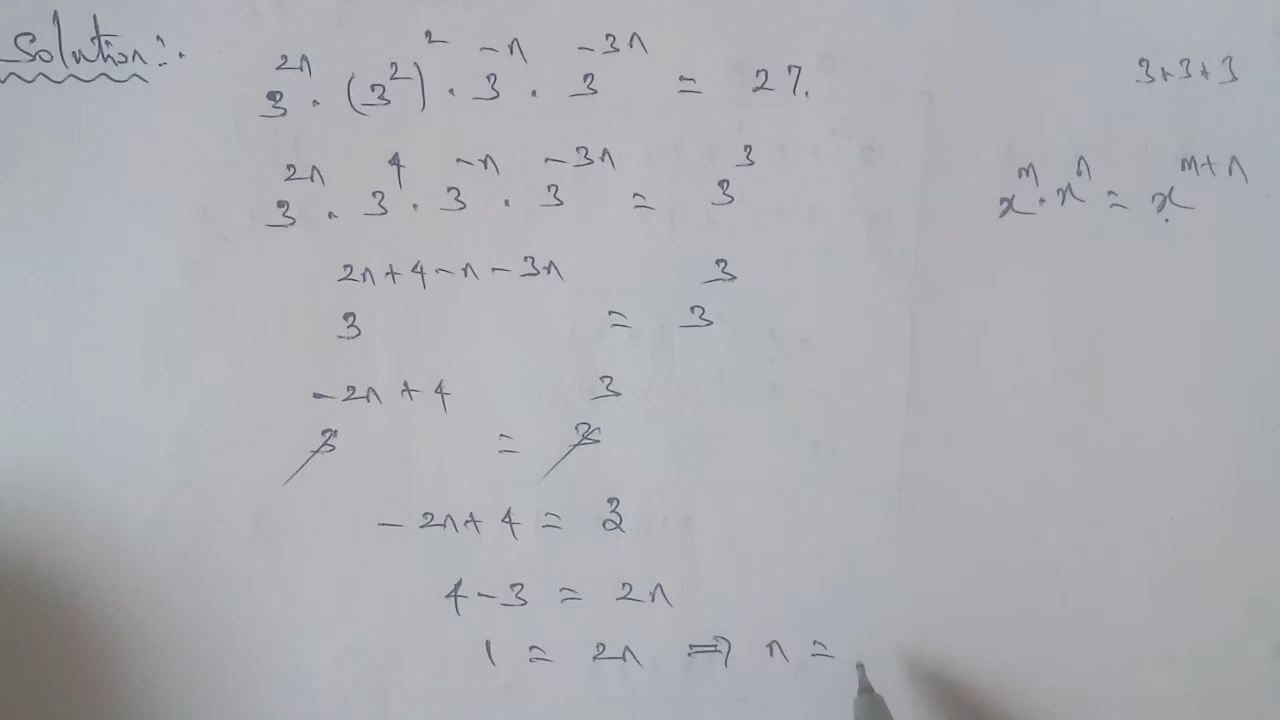 Solution:-
3^{2n} . (3^2)^2 . 3^{-n} . 3^{-3n} = 27.
3+3+3
3^{2n} . 3^4 . 3^{-n} . 3^{-3n} = 3^3
x^m . x^n = x^{m+n}
3^{2n+4-n-3n} = 3^3
3^{-2n+4} = 3^3
-2n+4 = 3
4-3 = 2n
1 = 2n ⇒ n =